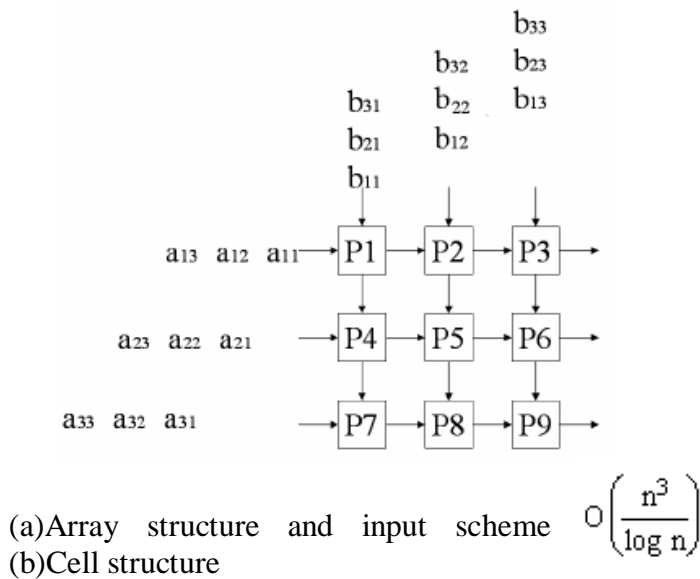 b33
b32 b23
b31 b22 b13
b21 b12
b11
a13 a12 a11 P1 P2 P3
a23 a22 a21 P4 P5 P6
a33 a32 a31 P7 P8 P9
(a)Array structure and input scheme O(n³/log n)
(b)Cell structure